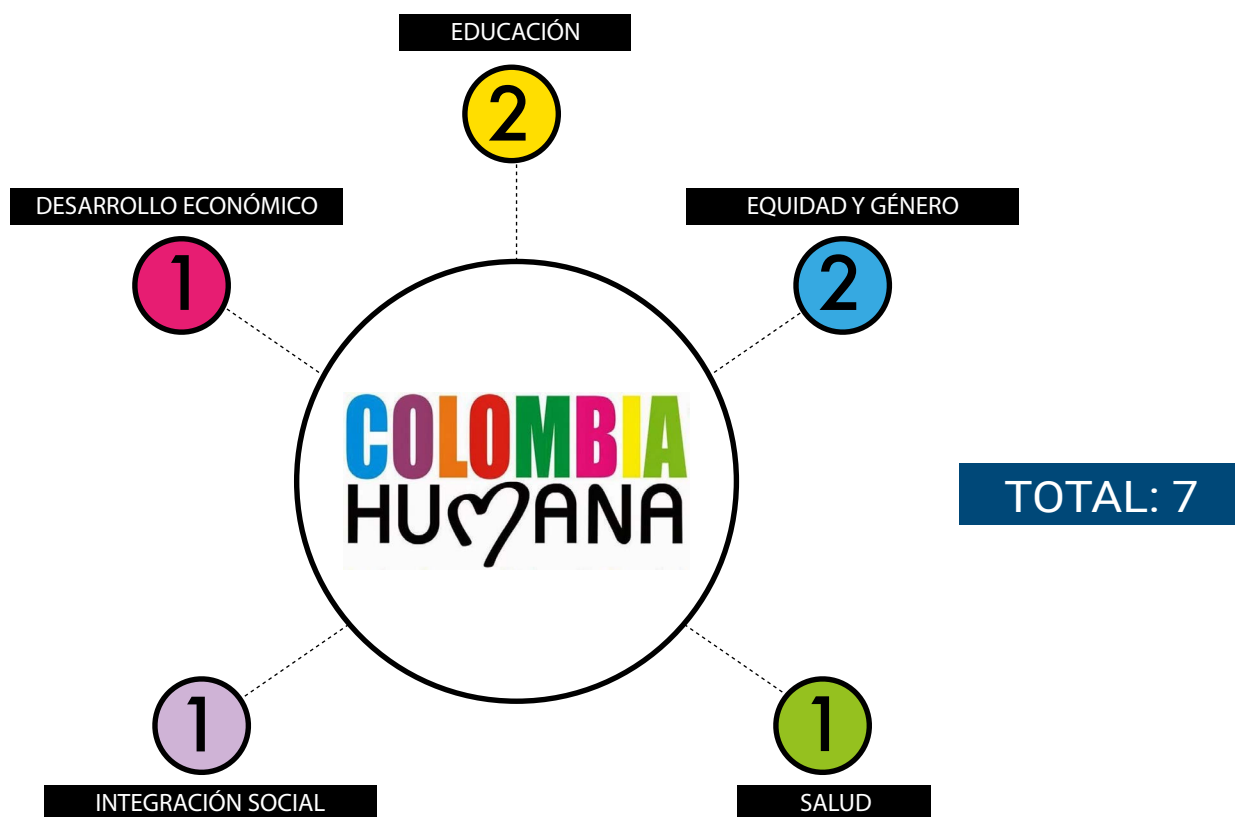 EDUCACIÓN
2
DESARROLLO ECONÓMICO
1
EQUIDAD Y GÉNERO
2
COLOMBIA
HUMANA
TOTAL: 7
1
INTEGRACIÓN SOCIAL
1
SALUD